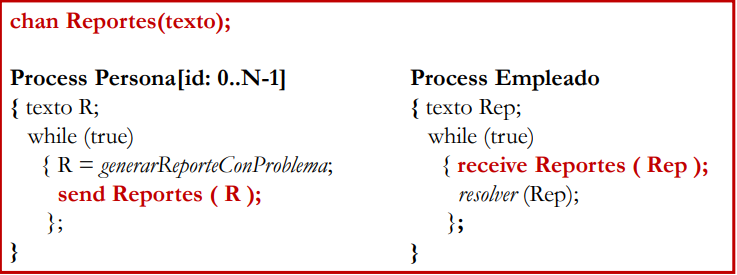 chan Reportes(texto);
Process Persona[id: 0..N-1]
{ texto R;
while (true)
{ R = generarReporteConProblema;
send Reportes ( R );
};
}
Process Empleado
{ texto Rep;
while (true)
{ receive Reportes ( Rep );
resolver (Rep);
};
}